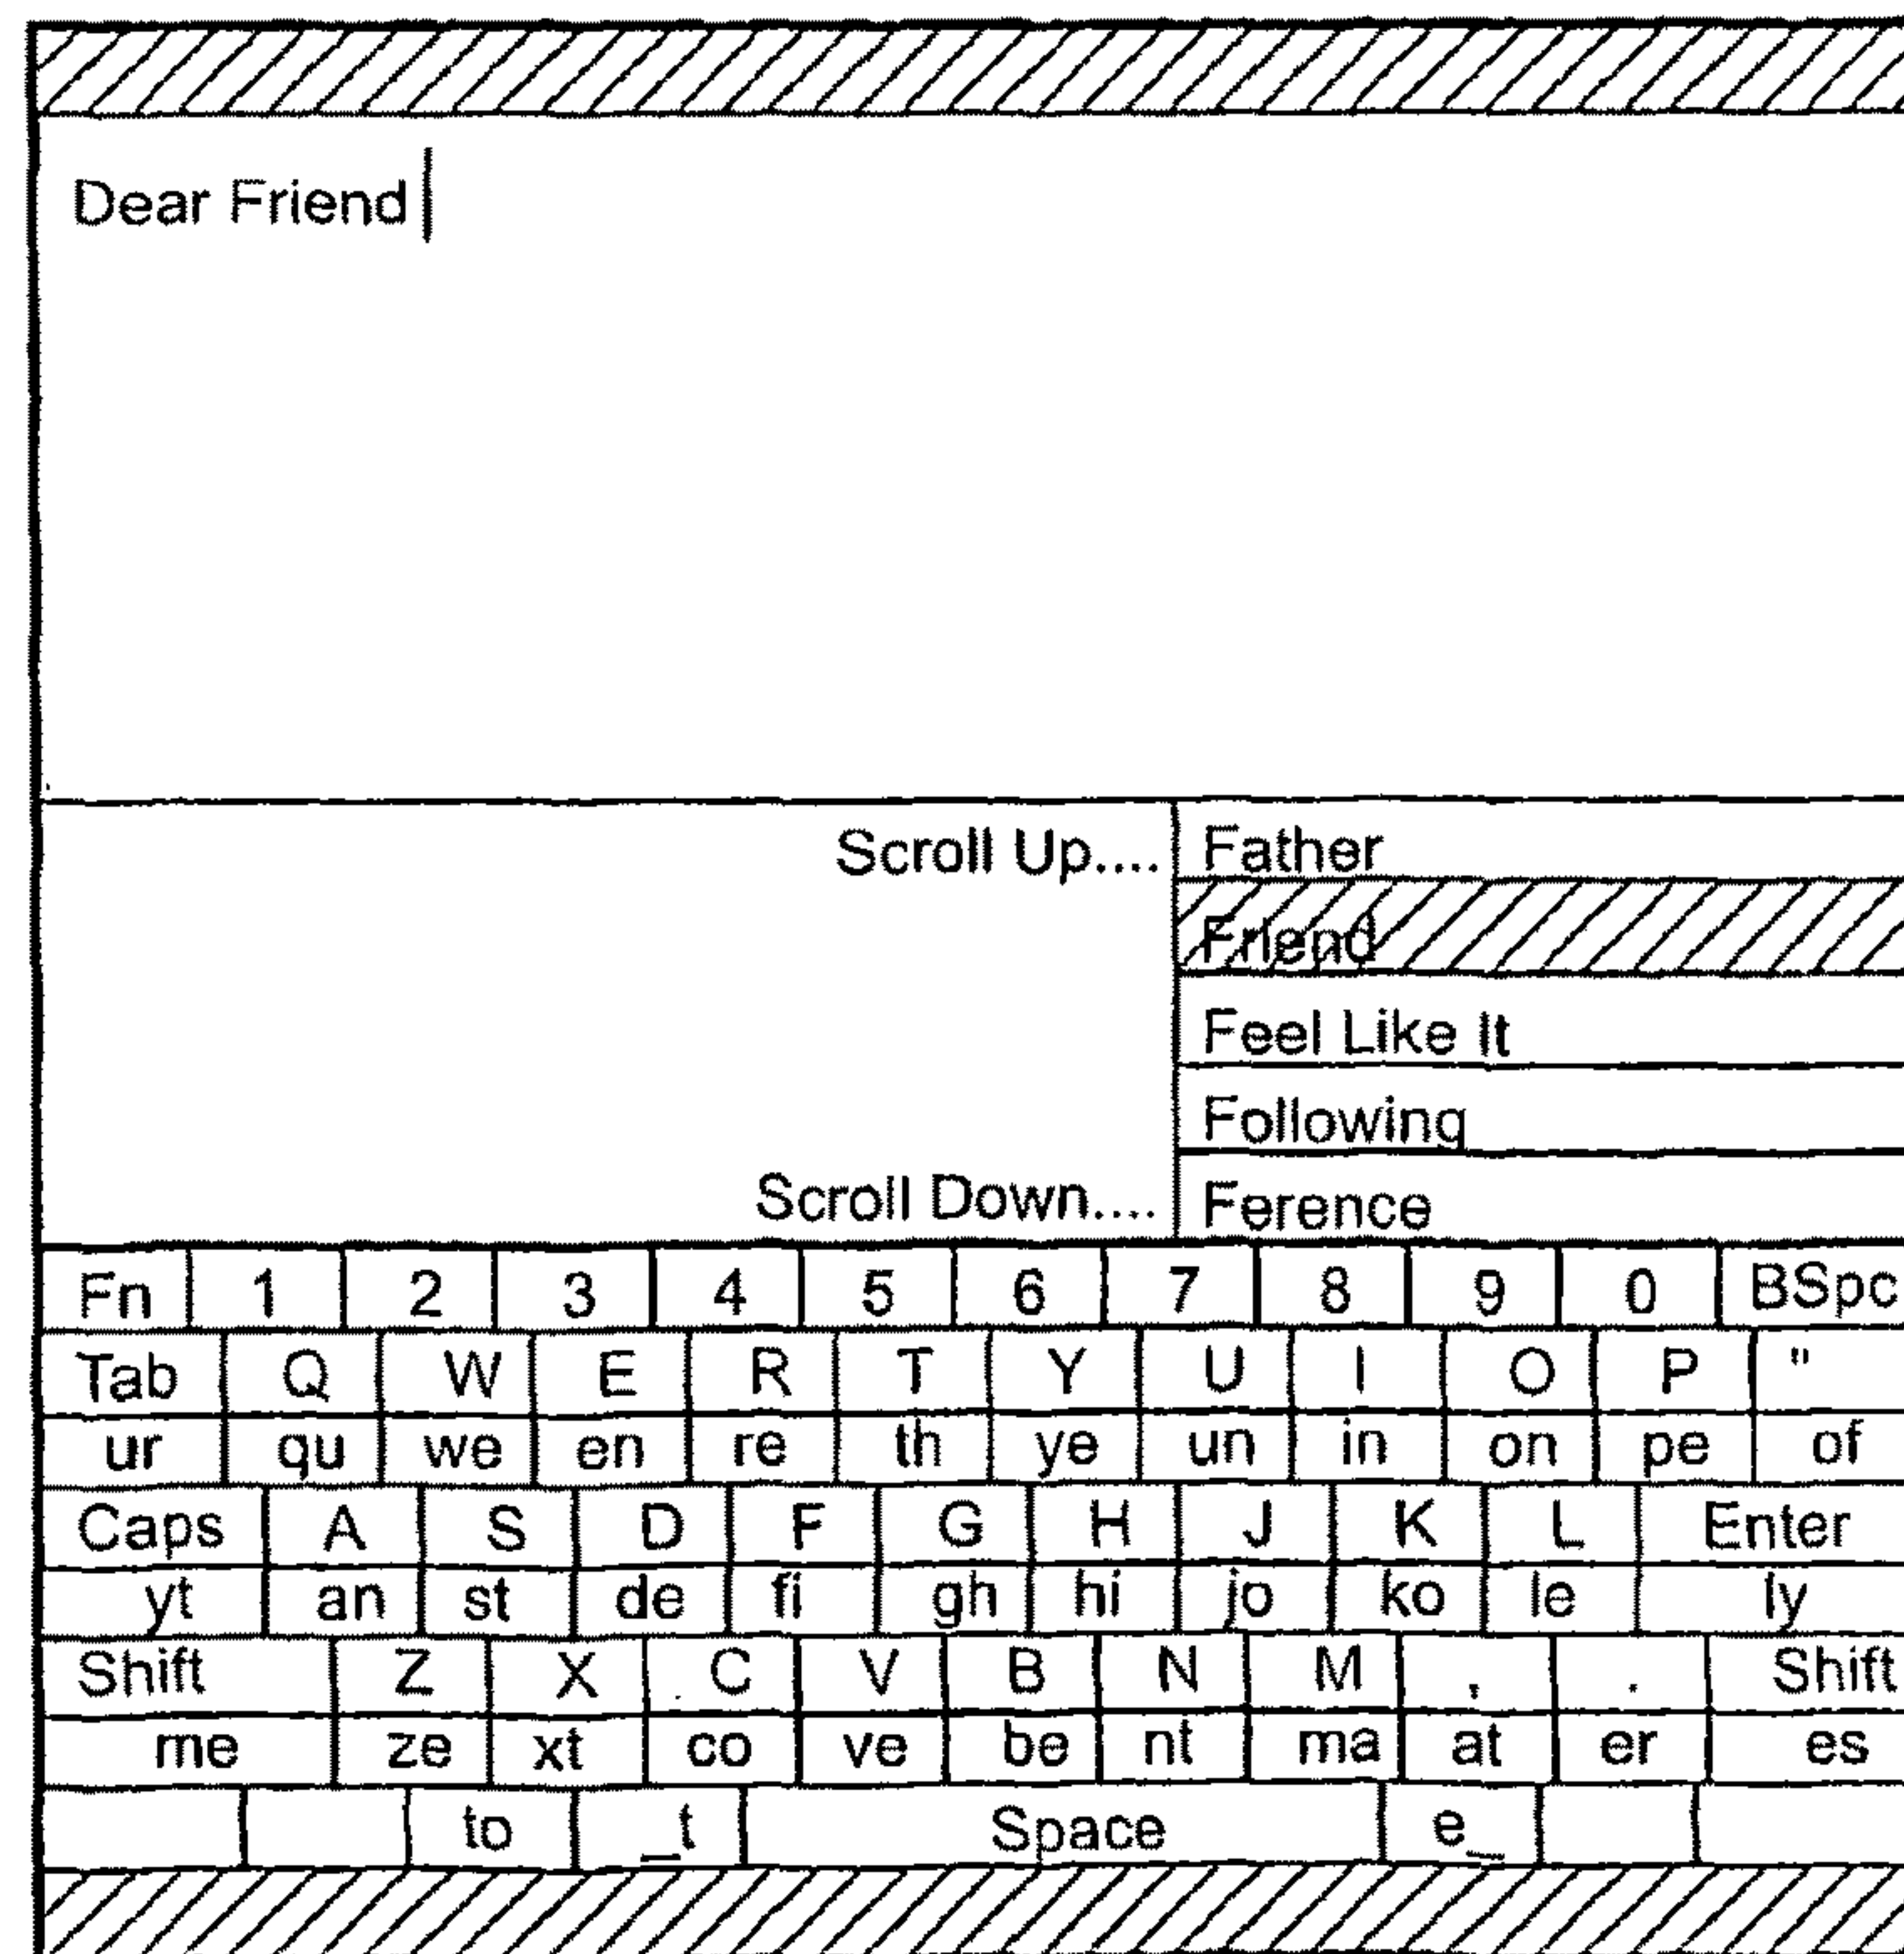 Dear Friend
Scroll Up.... Father
Friend
Feel Like It
Following
Scroll Down.... Ference
Fn 1 2 3 4 5 6 7 8 9 0 BSpc
Tab Q W E R T Y U I O P "
ur qu we en re th ye un in on pe of
Caps A S D F G H J K L Enter
yt an st de fi gh hi jo ko le ly
Shift Z X C V B N M , . Shift
me ze xt co ve be nt ma at er es
to _t Space e_